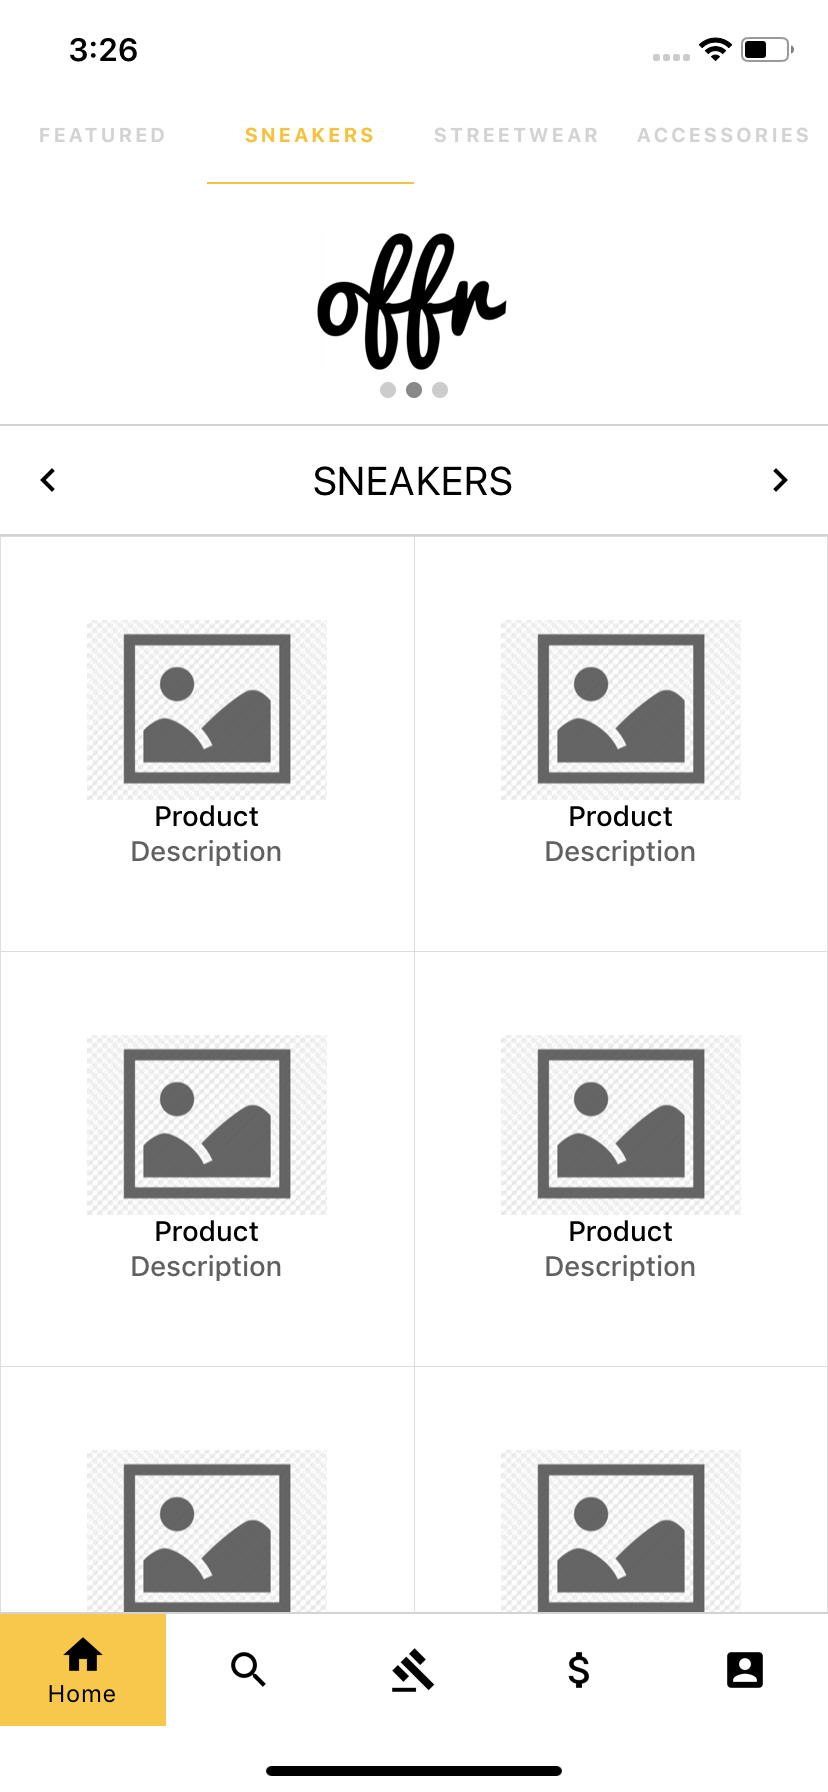 3:26
FEATURED SNEAKERS STREETWEAR ACCESSORIES
offr
SNEAKERS
Product Product
Description Description
Product Product
Description Description
$
Home